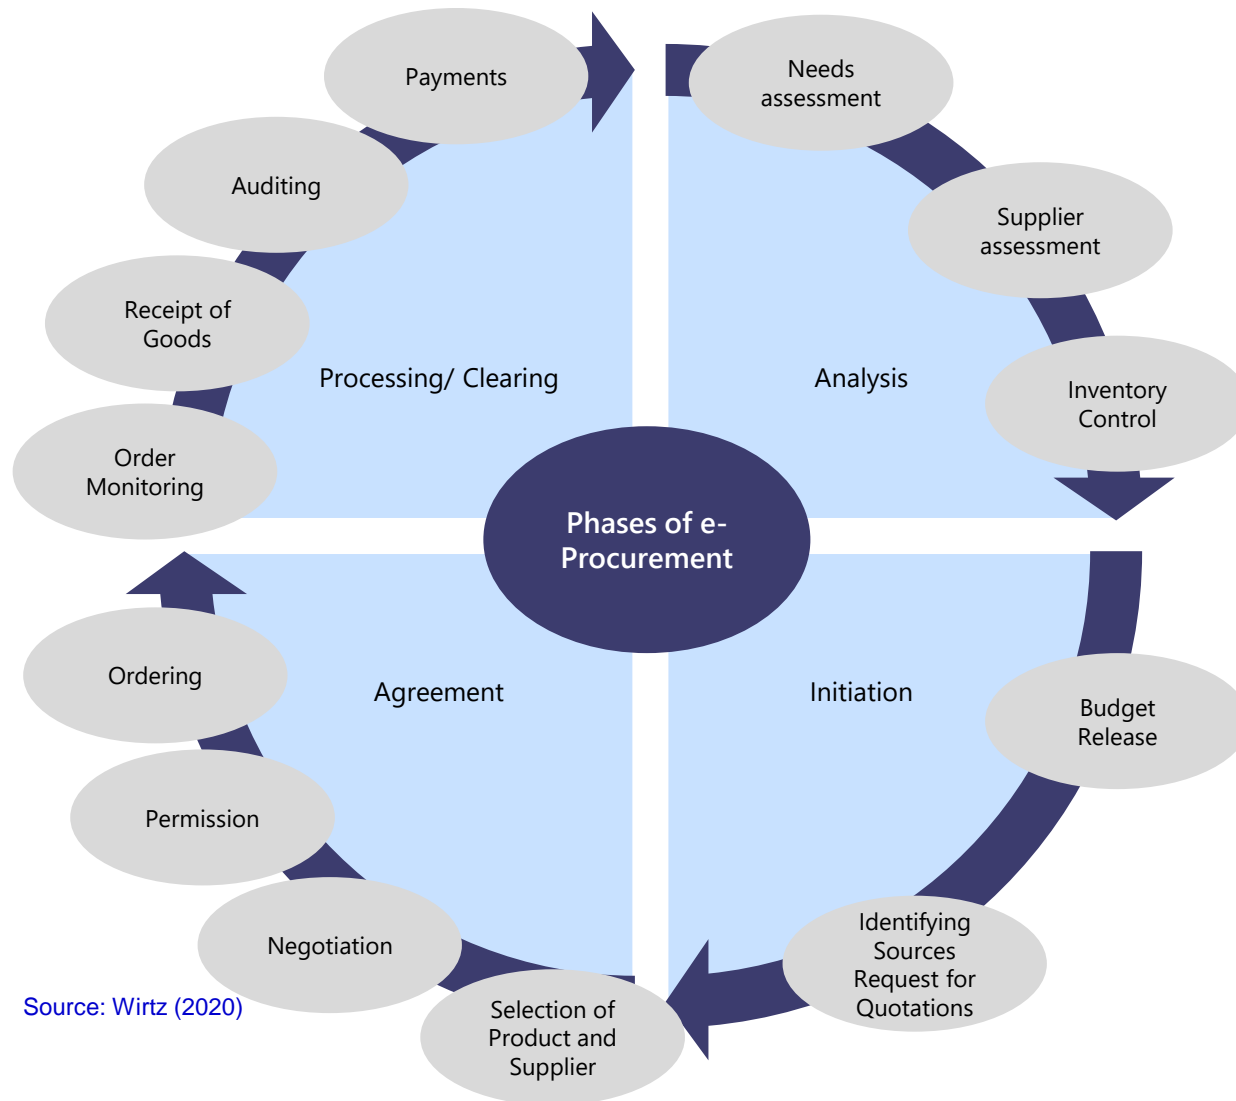 Payments
Needs
assessment
Auditing
Supplier
assessment
Receipt of
Goods
Processing/ Clearing
Analysis
Inventory
Control
Order
Monitoring
Phases of e-
Procurement
Ordering
Agreement
Initiation
Budget
Release
Permission
Negotiation
Identifying
Sources
Request for
Quotations
Source: Wirtz (2020)
Selection of
Product and
Supplier